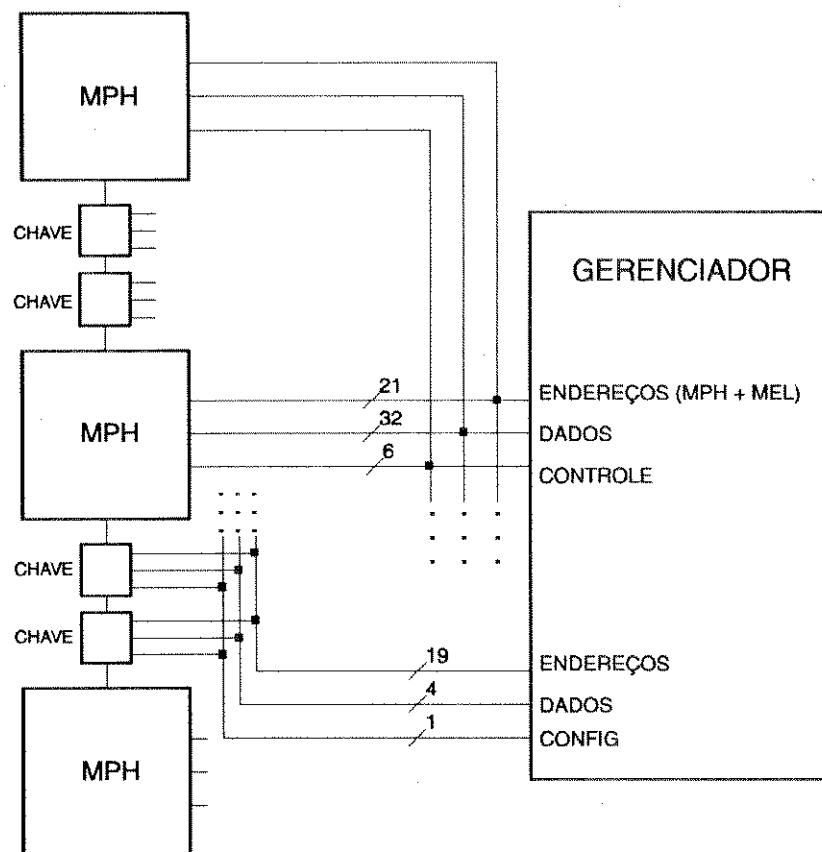 MPH
CHAVE
CHAVE
GERENCIADOR
MPH
21
ENDEREÇOS (MPH + MEL)
32
DADOS
6
CONTROLE
CHAVE
CHAVE
19
ENDEREÇOS
4
DADOS
1
CONFIG
MPH